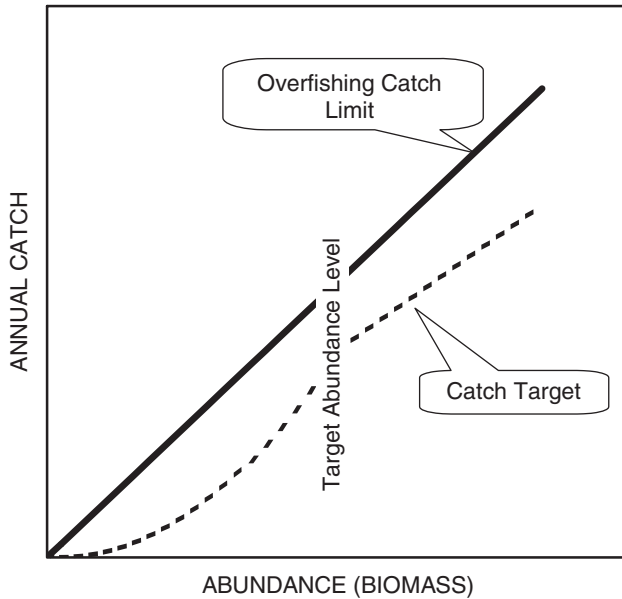 Overfishing Catch
Limit
ANNUAL CATCH
Target Abundance Level
Catch Target
ABUNDANCE (BIOMASS)